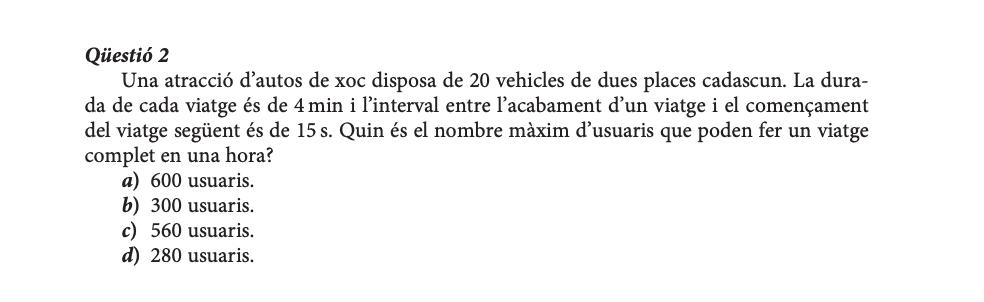 Qüestió 2
Una atracció d’autos de xoc disposa de 20 vehicles de dues places cadascun. La dura-
da de cada viatge és de 4 min i l’interval entre l’acabament d’un viatge i el començament
del viatge següent és de 15 s. Quin és el nombre màxim d’usuaris que poden fer un viatge
complet en una hora?
a) 600 usuaris.
b) 300 usuaris.
c) 560 usuaris.
d) 280 usuaris.